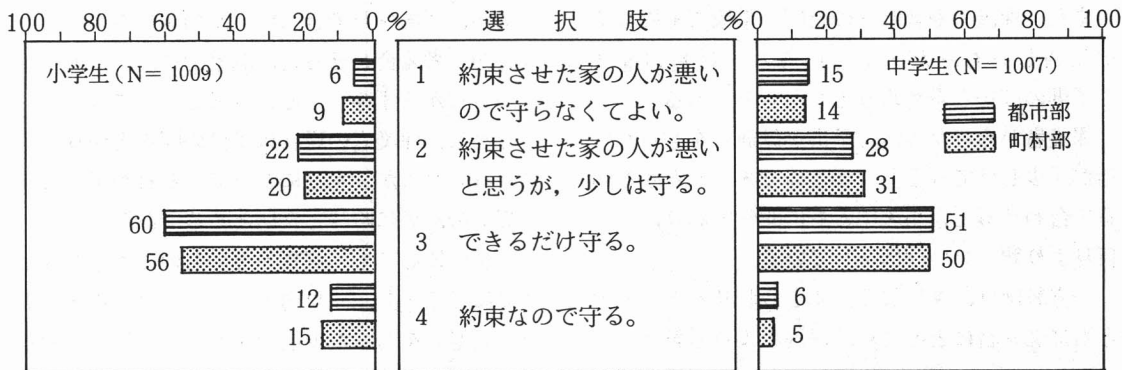 100 80 60 40 20 0 % 選択肢 % 0 20 40 60 80 100
小学生(N=1009)
6
9
22
20
60
56
12
15
1 約束させた家の人が悪い
ので守らなくてよい。
2 約束させた家の人が悪い
と思うが，少しは守る。
3 できるだけ守る。
4 約束なので守る。
中学生(N=1007)
15
14
都市部
町村部
28
31
51
50
6
5